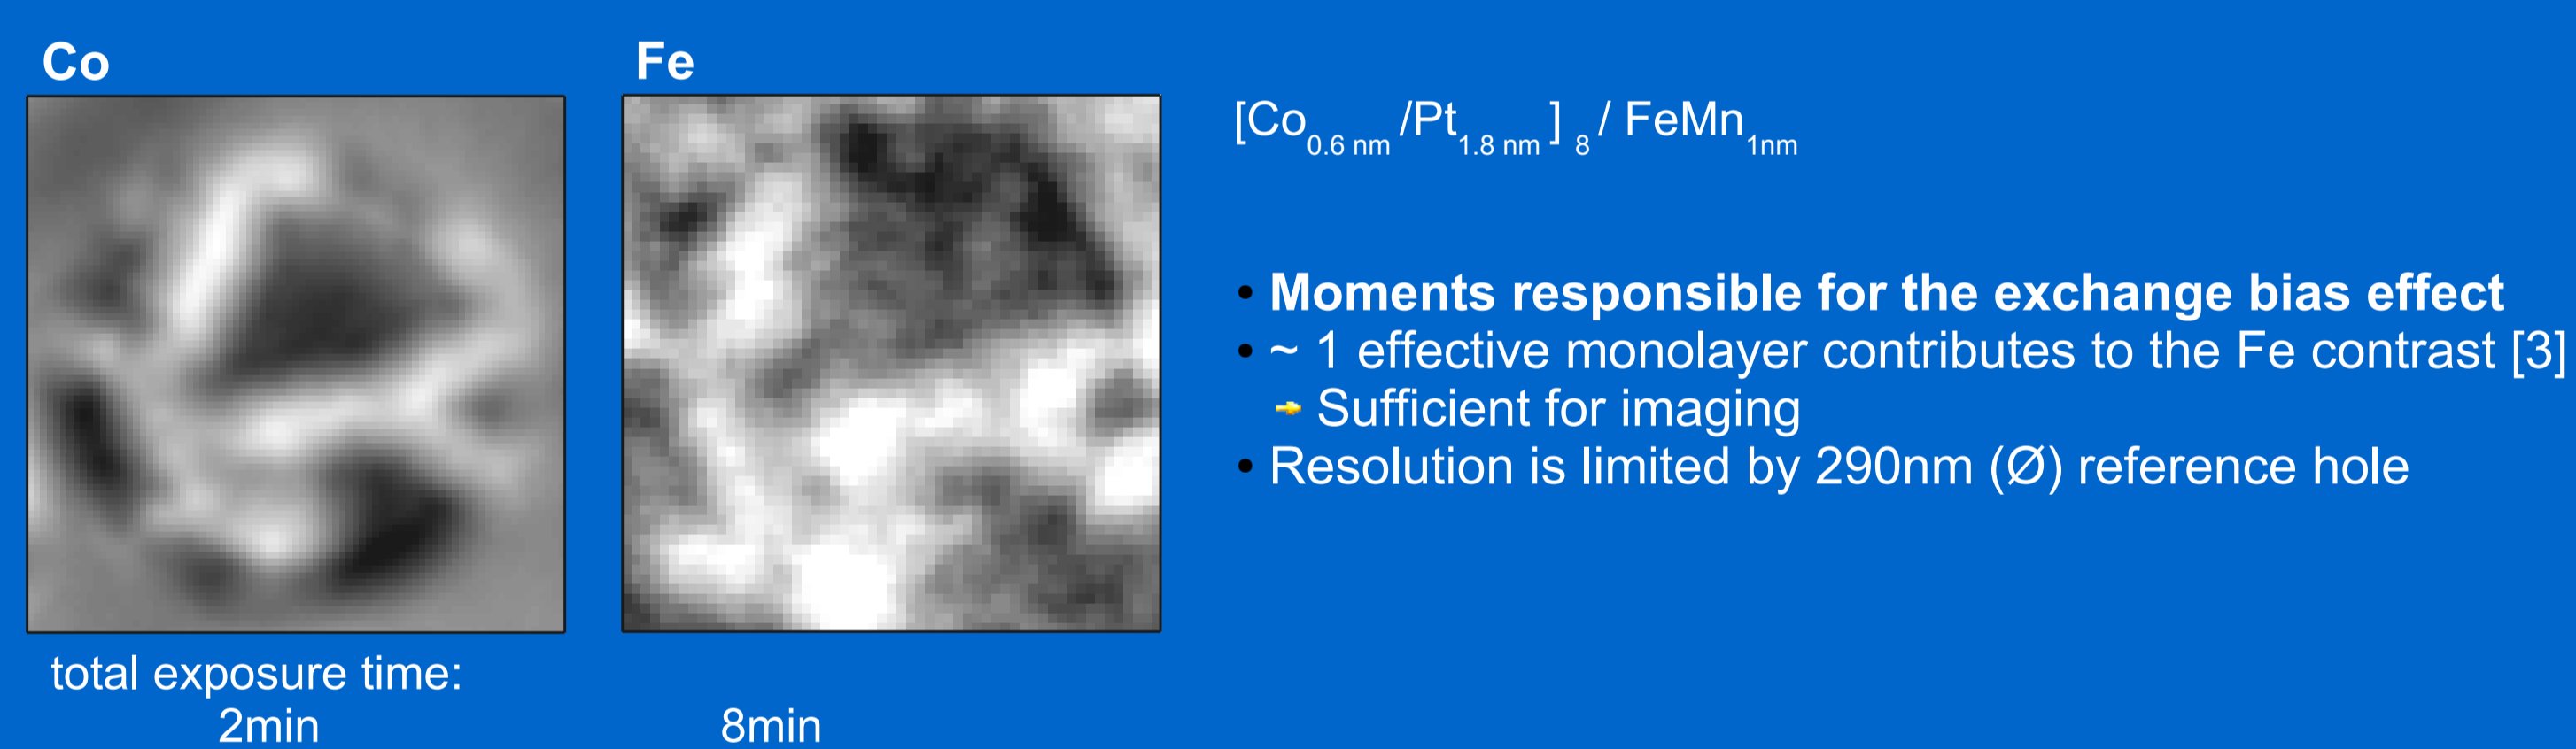 Co
Fe
[Co0.6 nm /Pt1.8 nm ] 8 / FeMn1nm
• Moments responsible for the exchange bias effect
• ~ 1 effective monolayer contributes to the Fe contrast [3]
Sufficient for imaging
• Resolution is limited by 290nm (Ø) reference hole
total exposure time:
2min 8min